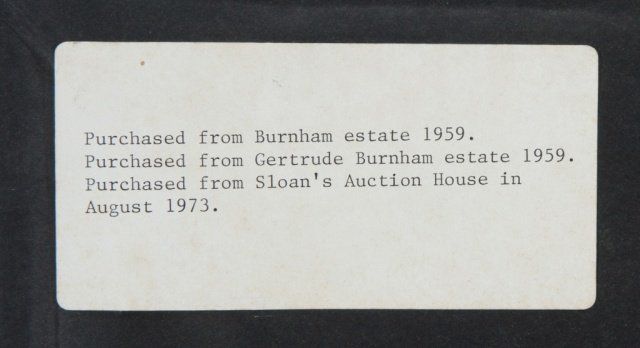 Purchased from Burnham estate 1959.
Purchased from Gertrude Burnham estate 1959.
Purchased from Sloan's Auction House in
August 1973.